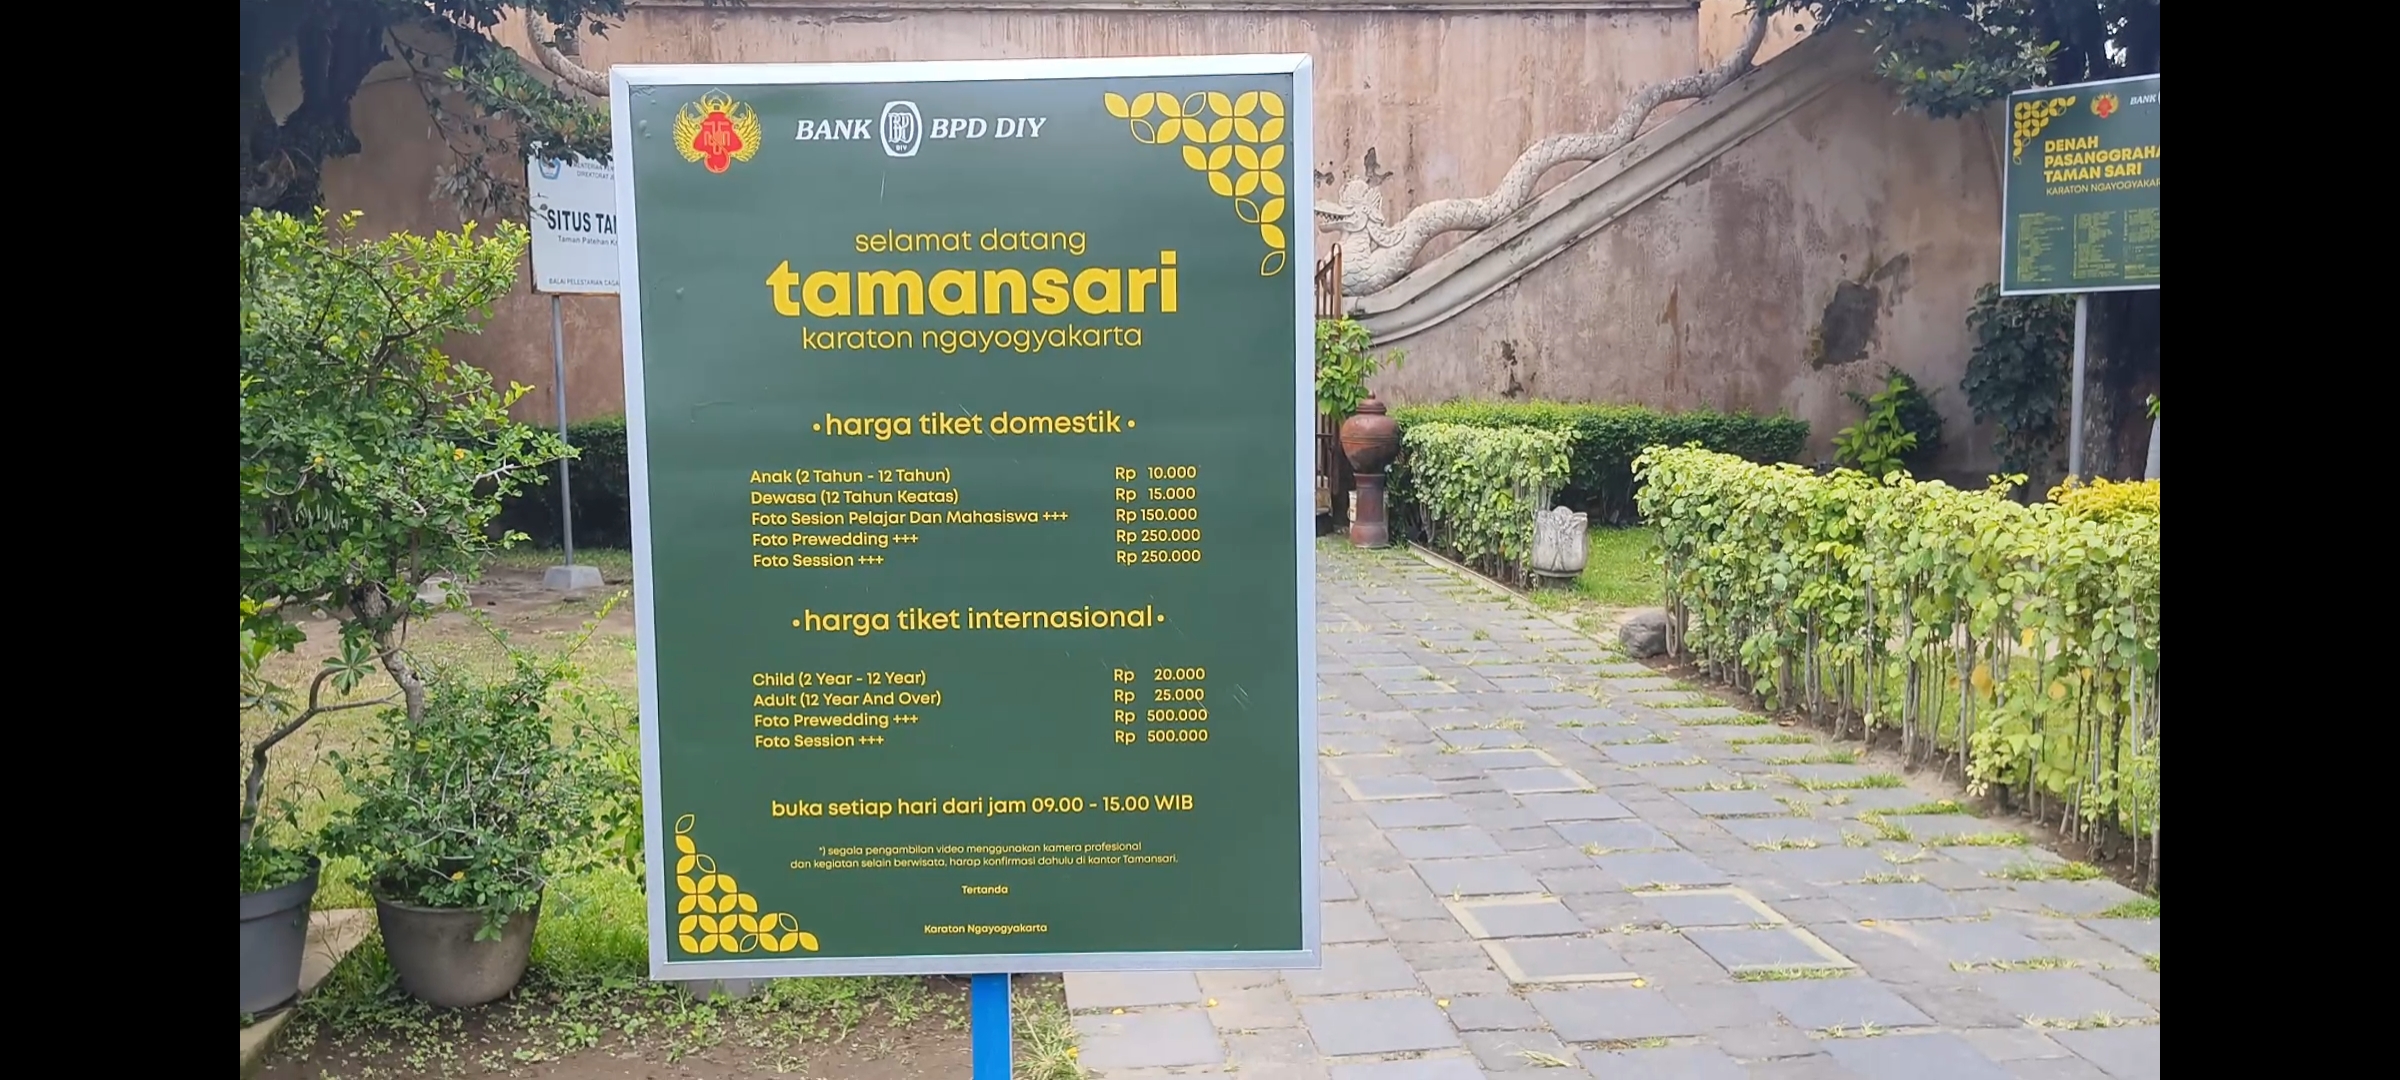 BANK BPD DIY
selamat datang
tamansari
karaton ngayogyakarta
• harga tiket domestik •
Anak (2 Tahun - 12 Tahun) Rp 10.000
Dewasa (12 Tahun Keatas) Rp 15.000
Foto Sesion Pelajar Dan Mahasiswa +++ Rp 150.000
Foto Prewedding +++ Rp 250.000
Foto Session +++ Rp 250.000
• harga tiket internasional •
Child (2 Year - 12 Year) Rp 20.000
Adult (12 Year And Over) Rp 25.000
Foto Prewedding +++ Rp 500.000
Foto Session +++ Rp 500.000
buka setiap hari dari jam 09.00 - 15.00 WIB
*) segala pengambilan video menggunakan kamera profesional
dan kegiatan selain berwisata, harap konfirmasi dahulu di kantor Tamansari.
Tertanda
Karaton Ngayogyakarta
SITUS
Taman Patehan
BALAI PELESTARIAN
BANK
DENAH
PASANGGRAHA
TAMAN SARI
KARATON